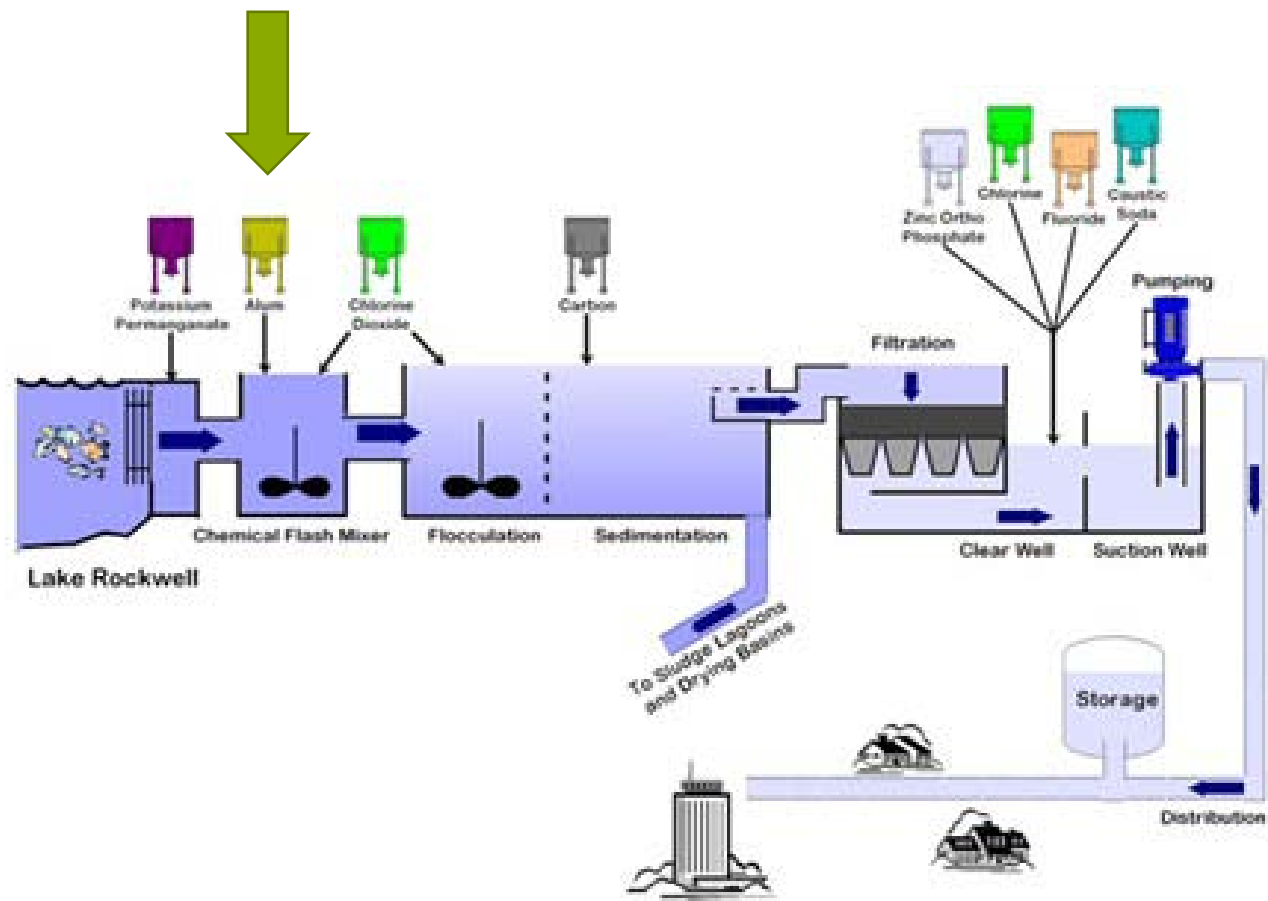 Potassium
Permanganate
Alum
Chlorine
Dioxide
Carbon
Zinc Ortho
Phosphate
Chlorine
Fluoride
Caustic
Soda
Pumping
Filtration
Chemical Flash Mixer
Flocculation
Sedimentation
Clear Well
Suction Well
Lake Rockwell
To Sludge Lagoons
and Drying Basins
Storage
Distribution